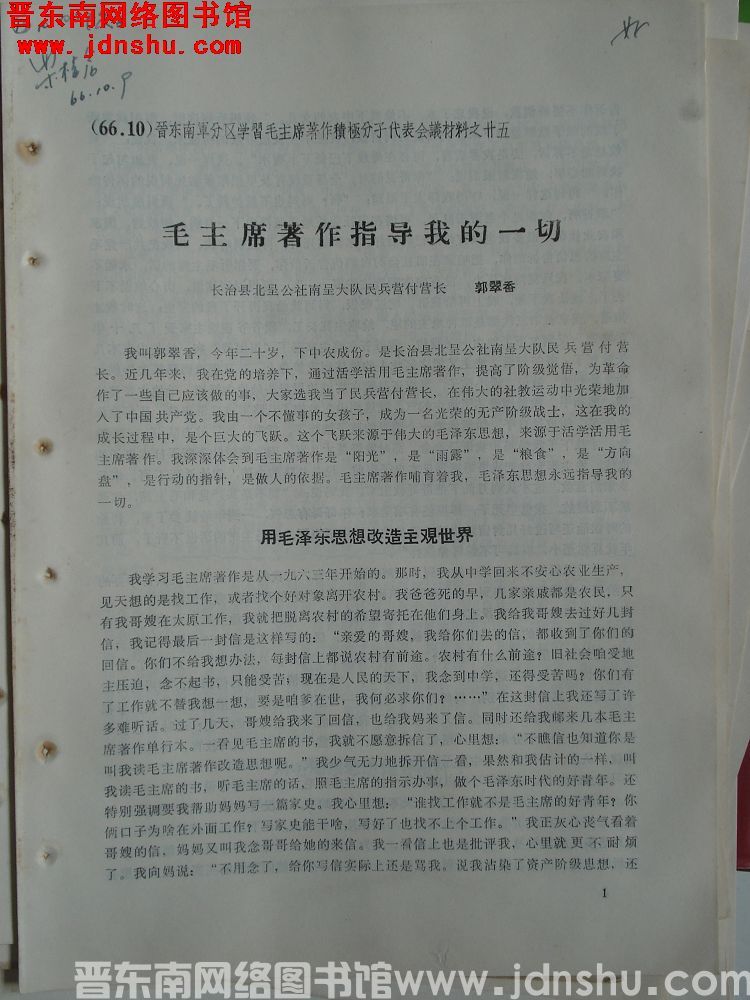 晋东南网络图书馆
www.jdnshu.com
66.10.9
(66.10)晉东南軍分区学習毛主席著作積極分子代表会議材料之廿五
毛主席著作指导我的一切
长治县北呈公社南呈大队民兵营付营长 郭翠香
我叫郭翠香，今年二十岁，下中农成份。是长治县北呈公社南呈大队民兵营付营
长。近几年来，我在党的培养下，通过活学活用毛主席著作，提高了阶级觉悟，为革命
作了一些自己应该做的事，大家选我当了民兵营付营长，在伟大的社教运动中光荣地加
入了中国共产党。我由一个不懂事的女孩子，成为一名光荣的无产阶级战士，这在我的
成长过程中，是个巨大的飞跃。这个飞跃来源于伟大的毛泽东思想，来源于活学活用毛
主席著作。我深深体会到毛主席著作是“阳光”，是“雨露”，是“粮食”，是“方向
盘”，是行动的指针，是做人的依据。毛主席著作哺育着我，毛泽东思想永远指导我的
一切。
用毛泽东思想改造主观世界
我学习毛主席著作是从一九六三年开始的。那时，我从中学回来不安心农业生产，
见天想的是找工作，或者找个好对象离开农村。我爸爸死的早，几家亲戚都是农民，只
有我哥嫂在太原工作，我就把脱离农村的希望寄托在他们身上。我给我哥嫂去过好几封
信，我记得最后一封信是这样写的：“亲爱的哥嫂，我给你们去的信，都收到了你们的
回信。你们不给我想办法，每封信上都说农村有前途。农村有什么前途？旧社会咱受地
主压迫，念不起书，只能受苦；现在是人民的天下，我念到中学，还得受苦吗？你们有
了工作就不替我想一想，要是咱爹在世，我何必求你们？……”在这封信上我还写了许
多难听话。过了几天，哥嫂给我来了回信，也给我妈来了信。同时还给我邮来几本毛主
席著作单行本。一看见毛主席的书，我就不愿意拆信了，心里想：“不瞧信也知道你是
叫我读毛主席著作改造思想呢。”我少气无力地拆开信一看，果然和我估计的一样，叫
我读毛主席的书，听毛主席的话，照毛主席的指示办事，做个毛泽东时代的好青年。还
特别强调要我帮助妈妈写一篇家史。我心里想：“谁找工作就不是毛主席的好青年？你
俩口子为啥在外面工作？写家史能干啥，写好了也找不上个工作。”我正灰心丧气看着
哥嫂的信，妈妈又叫我念哥哥给她的来信。我一看信上也是批评我，心里就更不耐烦
了。我向妈说：“不用念了，给你写信实际上还是骂我。说我沾染了资产阶级思想，还
1
晋东南网络图书馆www.jdnshu.com